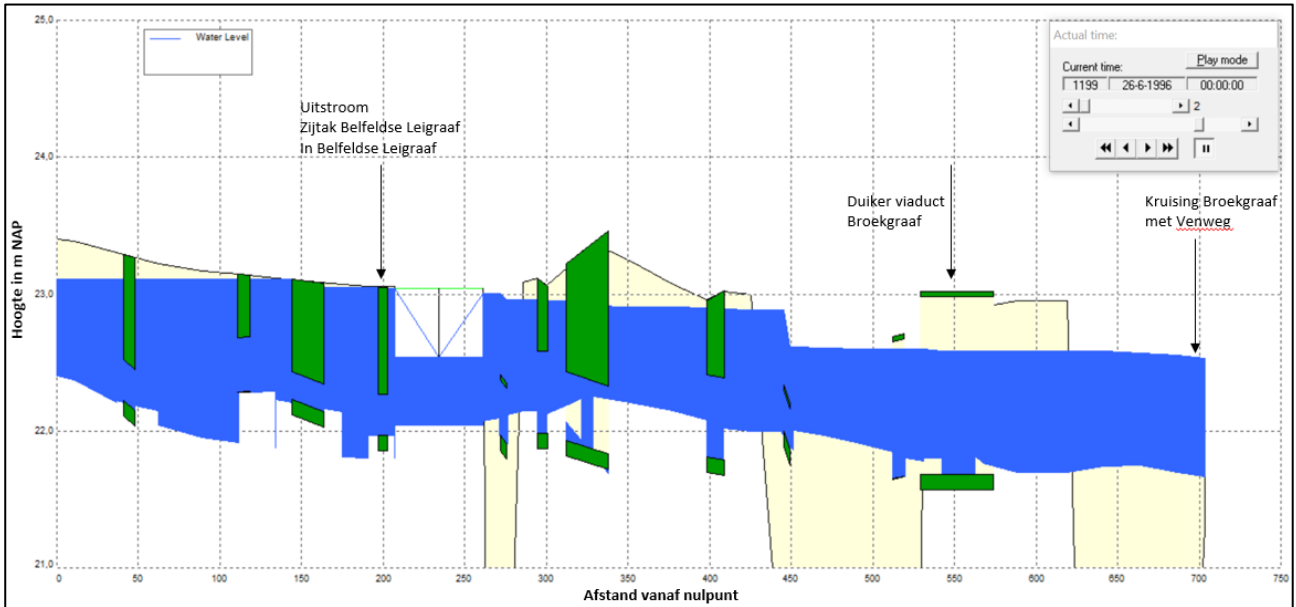 25,0
Water Level
Actual time:
Current time:
Play mode
1199 26-6-1996 00:00:00
2
Uitstroom
Zijtak Belfeldse Leigraaf
In Belfeldse Leigraaf
24,0
Duiker viaduct
Broekgraaf
Kruising Broekgraaf
met Venweg
Hoogte in m NAP
23,0
22,0
21,0
0 50 100 150 200 250 300 350 400 450 500 550 600 650 700 750
Afstand vanaf nulpunt